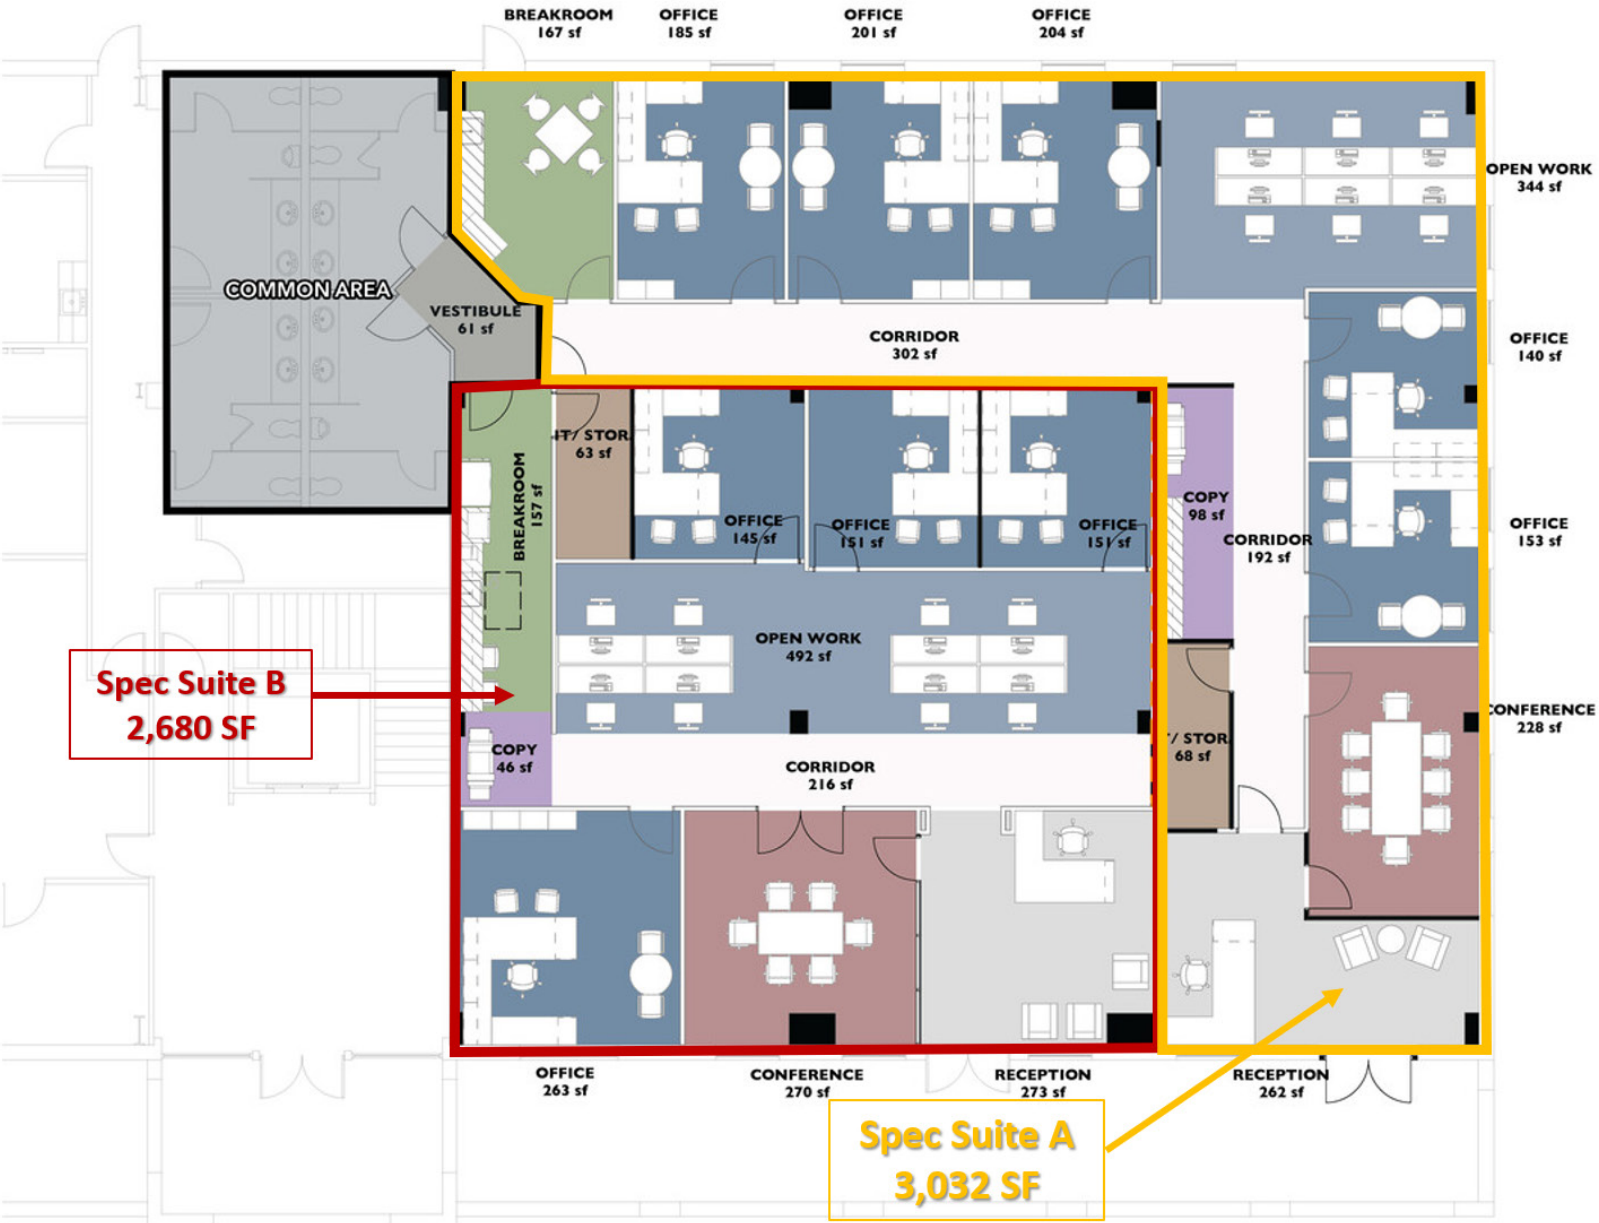 BREAKROOM
167 sf
OFFICE
185 sf
OFFICE
201 sf
OFFICE
204 sf
OPEN WORK
344 sf
COMMON AREA
VESTIBULE
61 sf
CORRIDOR
302 sf
OFFICE
140 sf
IT/ STOR.
63 sf
BREAKROOM
157 sf
OFFICE
145 sf
OFFICE
151 sf
OFFICE
151 sf
COPY
98 sf
CORRIDOR
192 sf
OFFICE
153 sf
OPEN WORK
492 sf
Spec Suite B
2,680 SF
COPY
46 sf
CORRIDOR
216 sf
T/ STOR.
68 sf
CONFERENCE
228 sf
OFFICE
263 sf
CONFERENCE
270 sf
RECEPTION
273 sf
RECEPTION
262 sf
Spec Suite A
3,032 SF